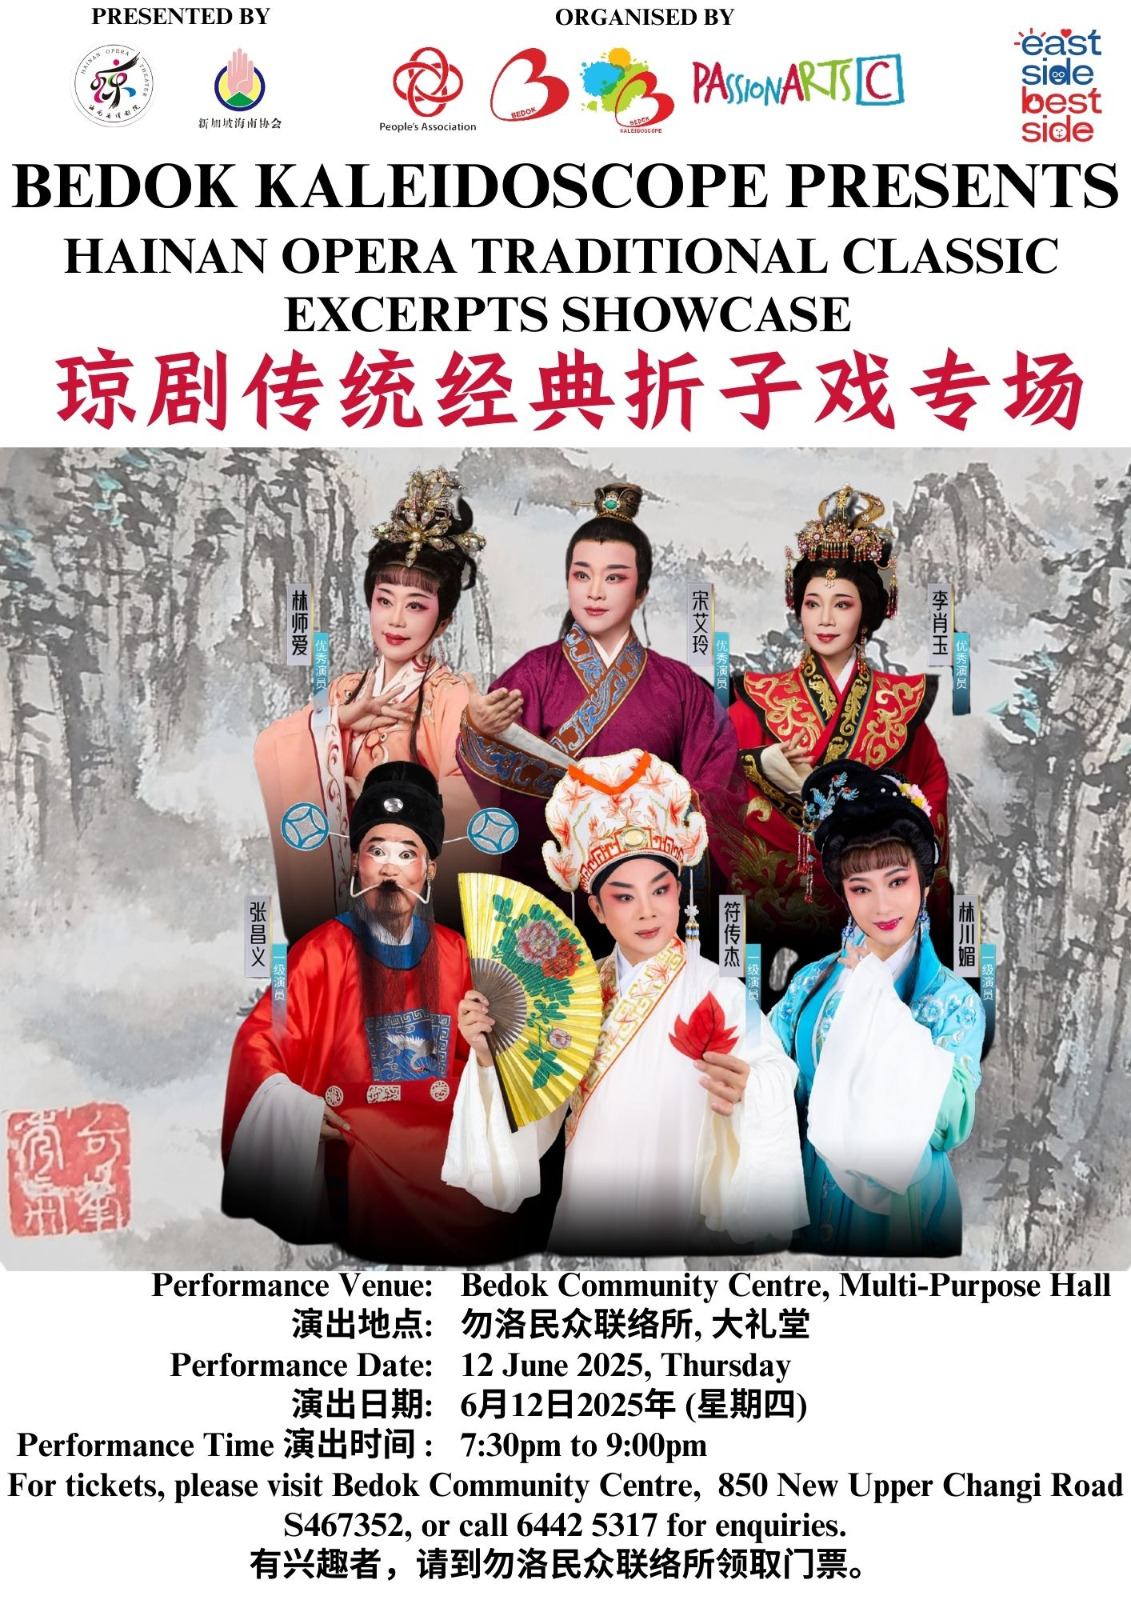 PRESENTED BY
ORGANISED BY
HAINAN OPERA THEATER
新加坡海南协会
People's Association
BEDOK
BEDOK
KALEIDOSCOPE
PASSIONARTS C
east
side
best
side
BEDOK KALEIDOSCOPE PRESENTS
HAINAN OPERA TRADITIONAL CLASSIC
EXCERPTS SHOWCASE
琼剧传统经典折子戏专场
林师爱
优秀演员
宋艾玲
优秀演员
李肖玉
优秀演员
张昌义
一级演员
符传杰
一级演员
林川媚
一级演员
Performance Venue: Bedok Community Centre, Multi-Purpose Hall
演出地点: 勿洛民众联络所, 大礼堂
Performance Date: 12 June 2025, Thursday
演出日期: 6月12日2025年 (星期四)
Performance Time 演出时间 : 7:30pm to 9:00pm
For tickets, please visit Bedok Community Centre, 850 New Upper Changi Road
S467352, or call 6442 5317 for enquiries.
有兴趣者，请到勿洛民众联络所领取门票。